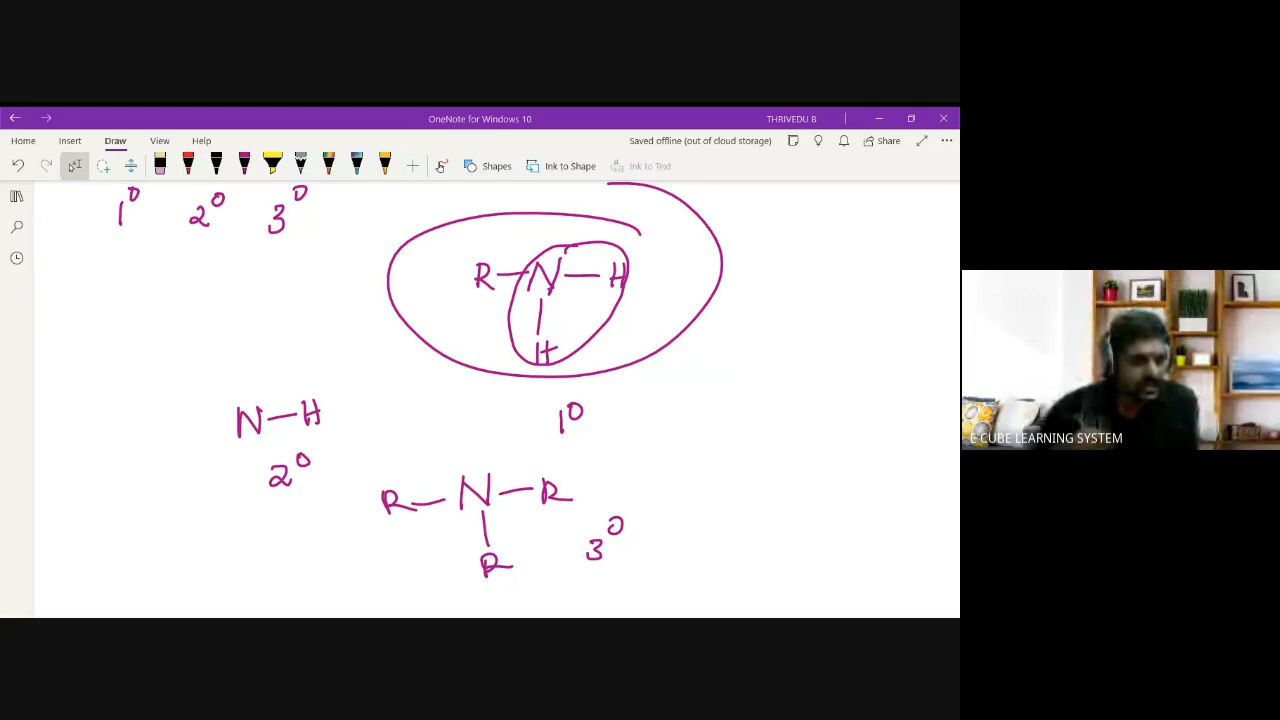 OneNote for Windows 10
THRIVEDU B
Home Insert Draw View Help
Saved offline (out of cloud storage)
Share
Shapes
Ink to Shape
Ink to Text
1° 2° 3°
R—N—H
H
N—H
1°
2°
R—N—R
3°
R
E CUBE LEARNING SYSTEM